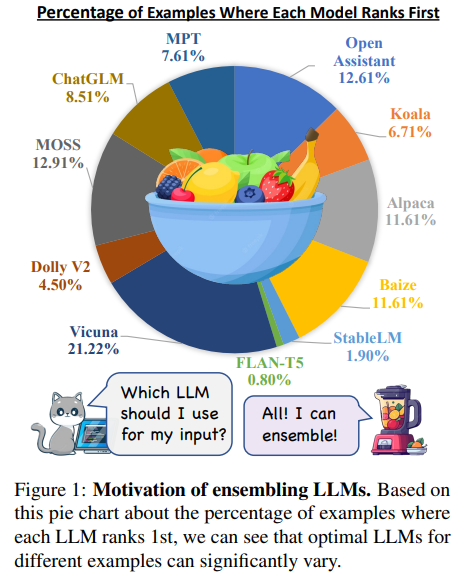 Percentage of Examples Where Each Model Ranks First
MPT
7.61%
Open
Assistant
12.61%
ChatGLM
8.51%
Koala
6.71%
MOSS
12.91%
Alpaca
11.61%
Dolly V2
4.50%
Baize
11.61%
Vicuna
21.22%
StableLM
1.90%
FLAN-T5
0.80%
Which LLM
should I use
for my input?
All! I can
ensemble!
Figure 1: Motivation of ensembling LLMs. Based on
this pie chart about the percentage of examples where
each LLM ranks 1st, we can see that optimal LLMs for
different examples can significantly vary.